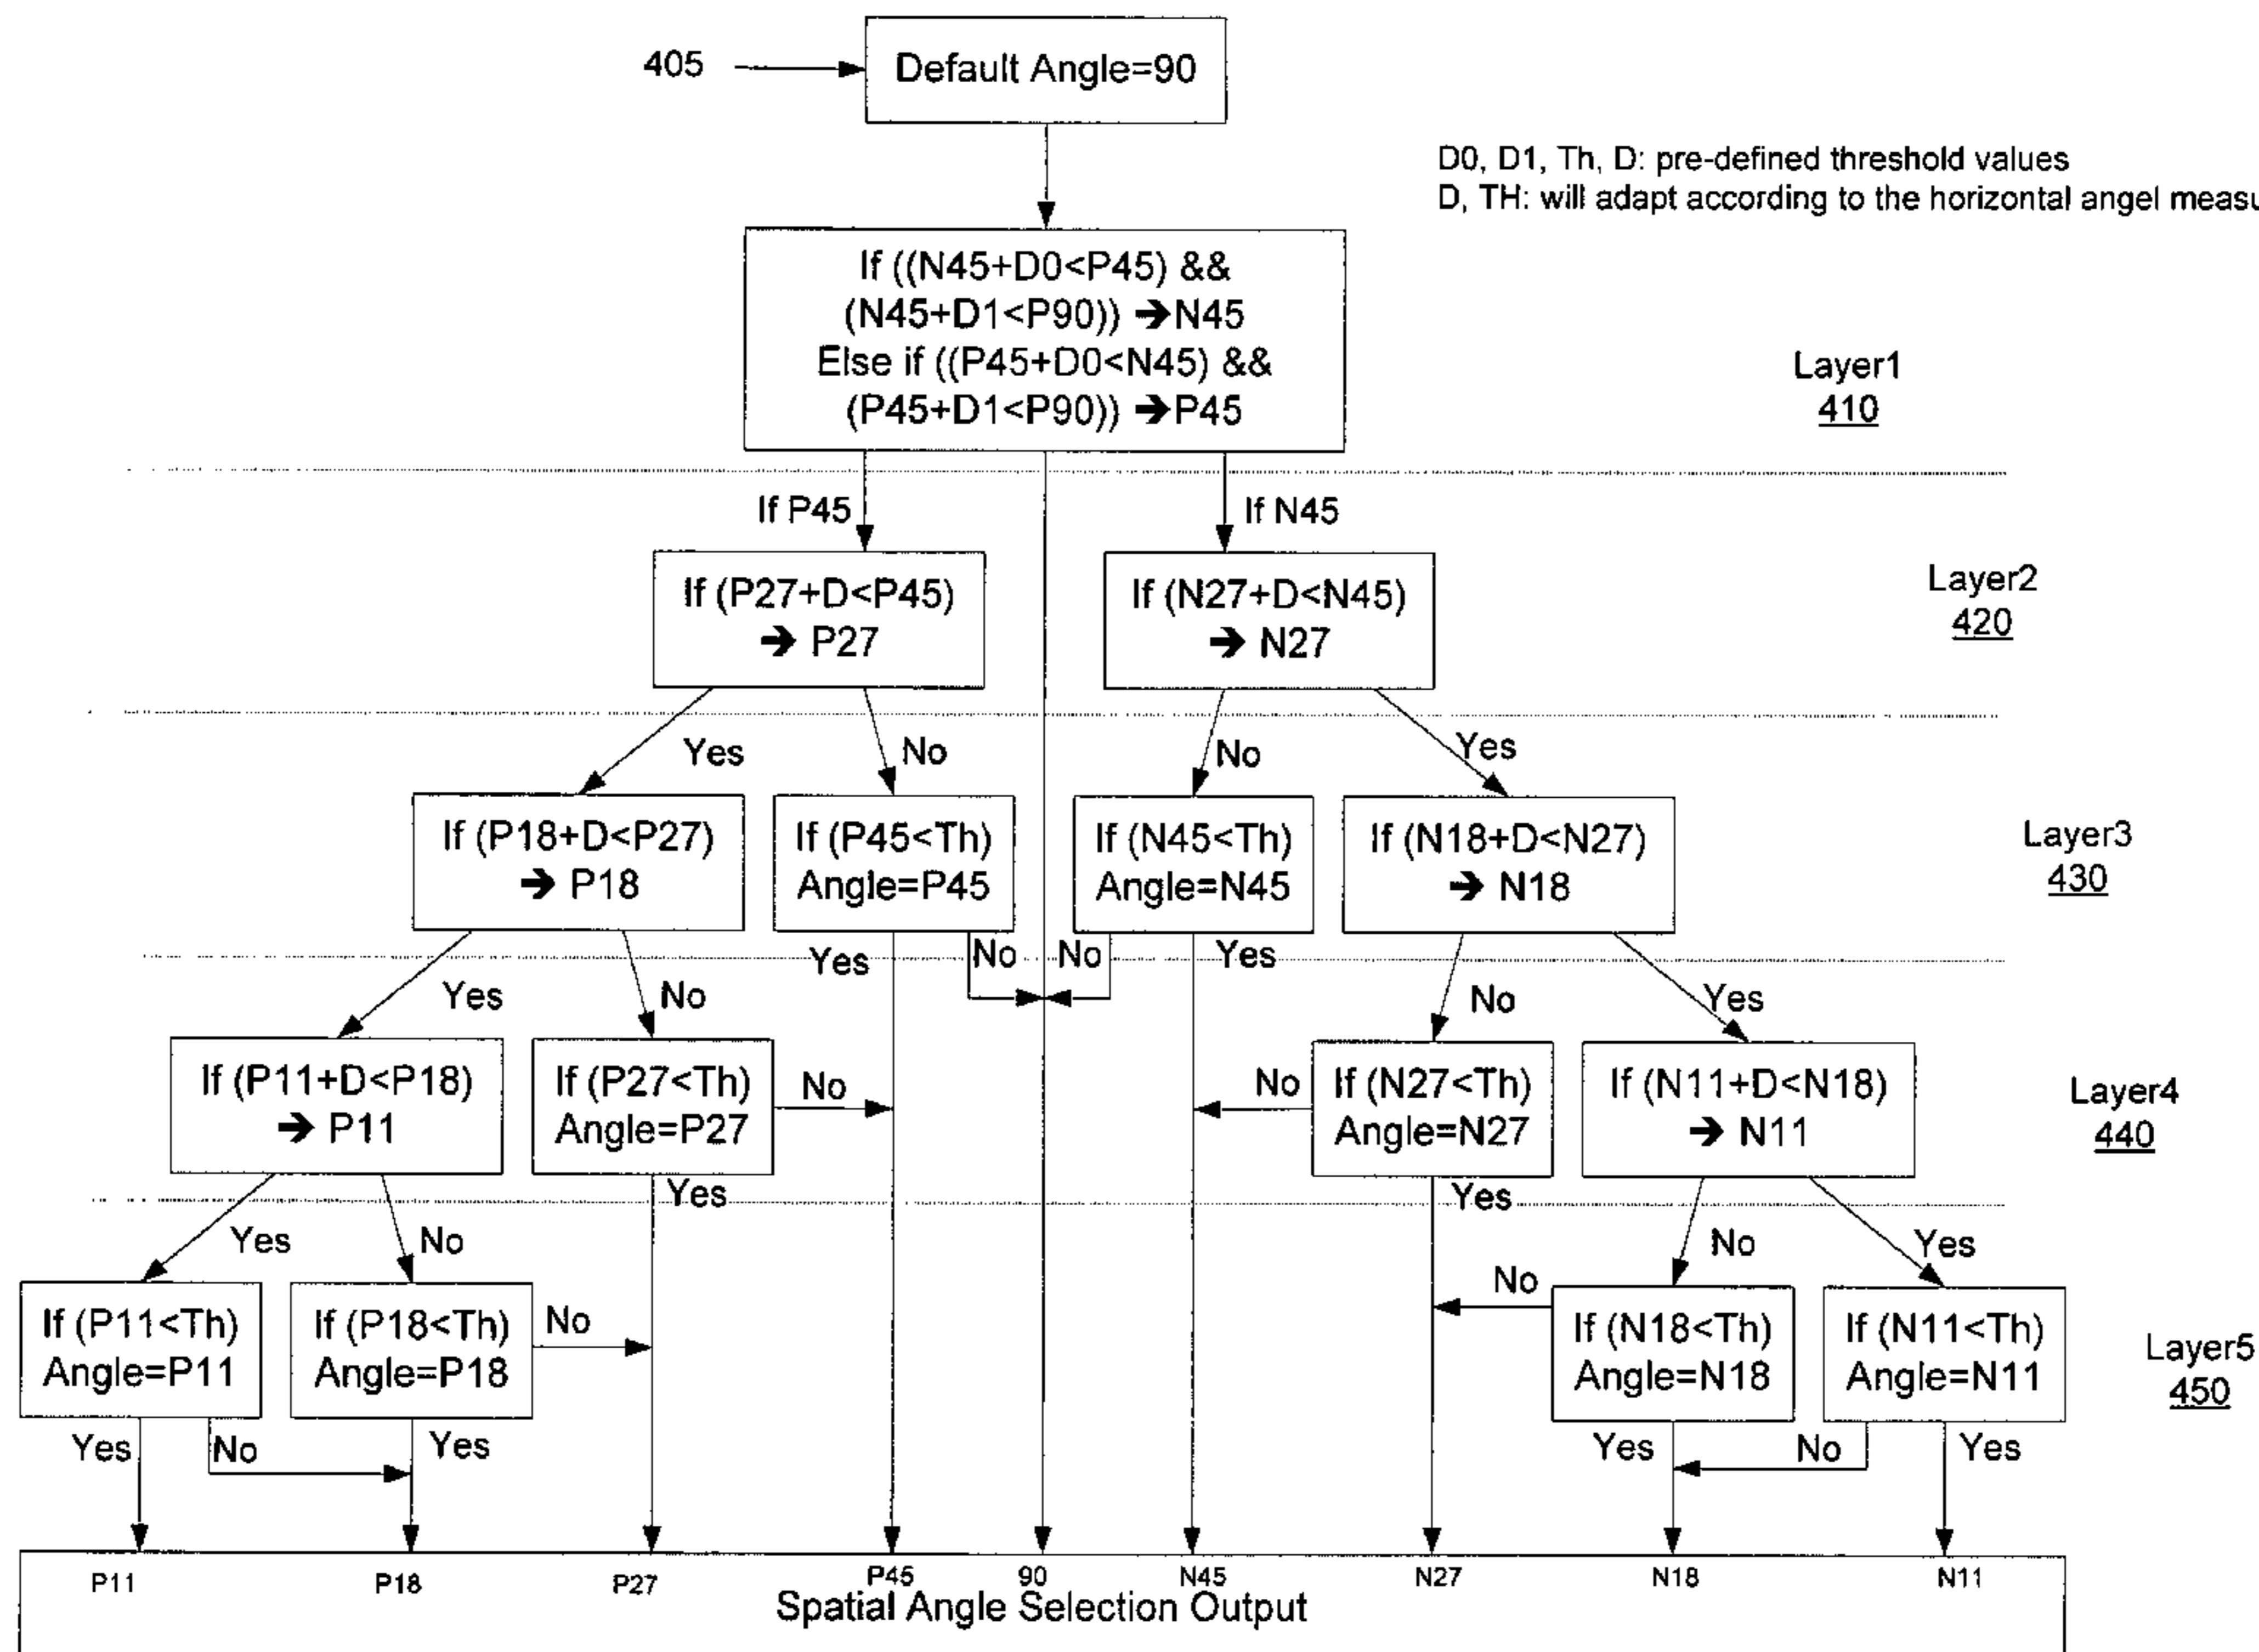 405
Default Angle=90
D0, D1, Th, D: pre-defined threshold values
D, TH: will adapt according to the horizontal angel measu
If ((N45+D0<P45) &&
(N45+D1<P90)) ➔N45
Else if ((P45+D0<N45) &&
(P45+D1<P90)) ➔P45
Layer1
410
If P45
If N45
If (P27+D<P45)
➔ P27
If (N27+D<N45)
➔ N27
Layer2
420
Yes
No
No
Yes
If (P18+D<P27)
➔ P18
If (P45<Th)
Angle=P45
If (N45<Th)
Angle=N45
If (N18+D<N27)
➔ N18
Layer3
430
Yes
No
No
Yes
Yes
No
No
Yes
If (P11+D<P18)
➔ P11
If (P27<Th)
Angle=P27
No
No
If (N27<Th)
Angle=N27
If (N11+D<N18)
➔ N11
Layer4
440
Yes
Yes
Yes
No
No
Yes
If (P11<Th)
Angle=P11
If (P18<Th)
Angle=P18
No
No
If (N18<Th)
Angle=N18
If (N11<Th)
Angle=N11
Layer5
450
Yes
No
Yes
Yes
No
Yes
P11
P18
P27
P45
90
N45
N27
N18
N11
Spatial Angle Selection Output